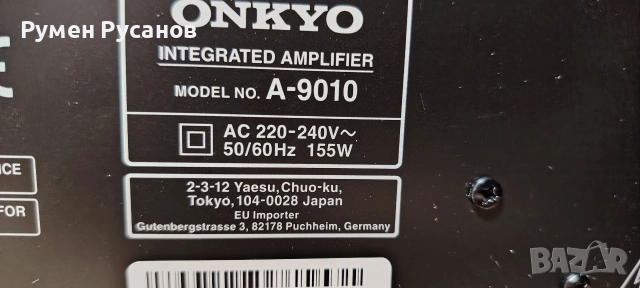 Румен Русанов
ONKYO
INTEGRATED AMPLIFIER
MODEL NO. A-9010
AC 220-240V~
50/60Hz 155W
2-3-12 Yaesu,Chuo-ku,
Tokyo,104-0028 Japan
EU Importer
Gutenbergstrasse 3, 82178 Puchheim, Germany
FOR
BAZAR